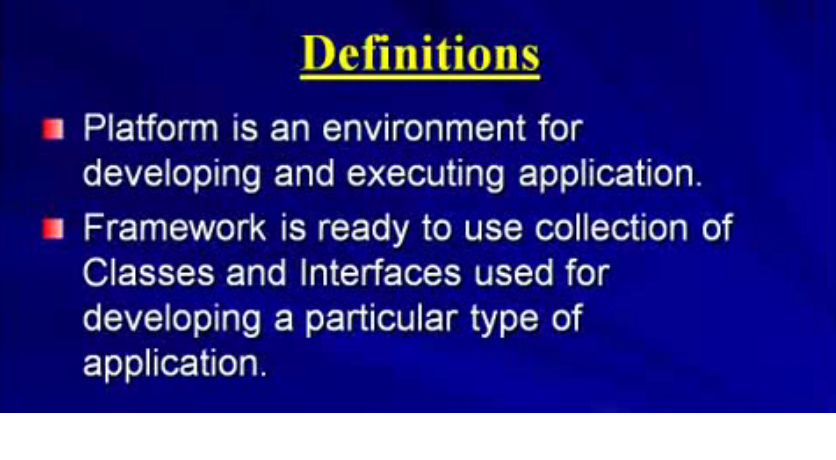 Definitions
Platform is an environment for
developing and executing application.
Framework is ready to use collection of
Classes and Interfaces used for
developing a particular type of
application.